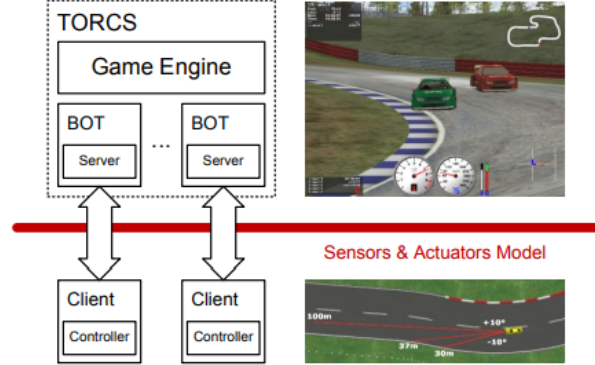 TORCS
Game Engine
BOT
Server
...
BOT
Server
Sensors & Actuators Model
Client
Controller
Client
Controller
100m
+10°
-10°
37m
30m